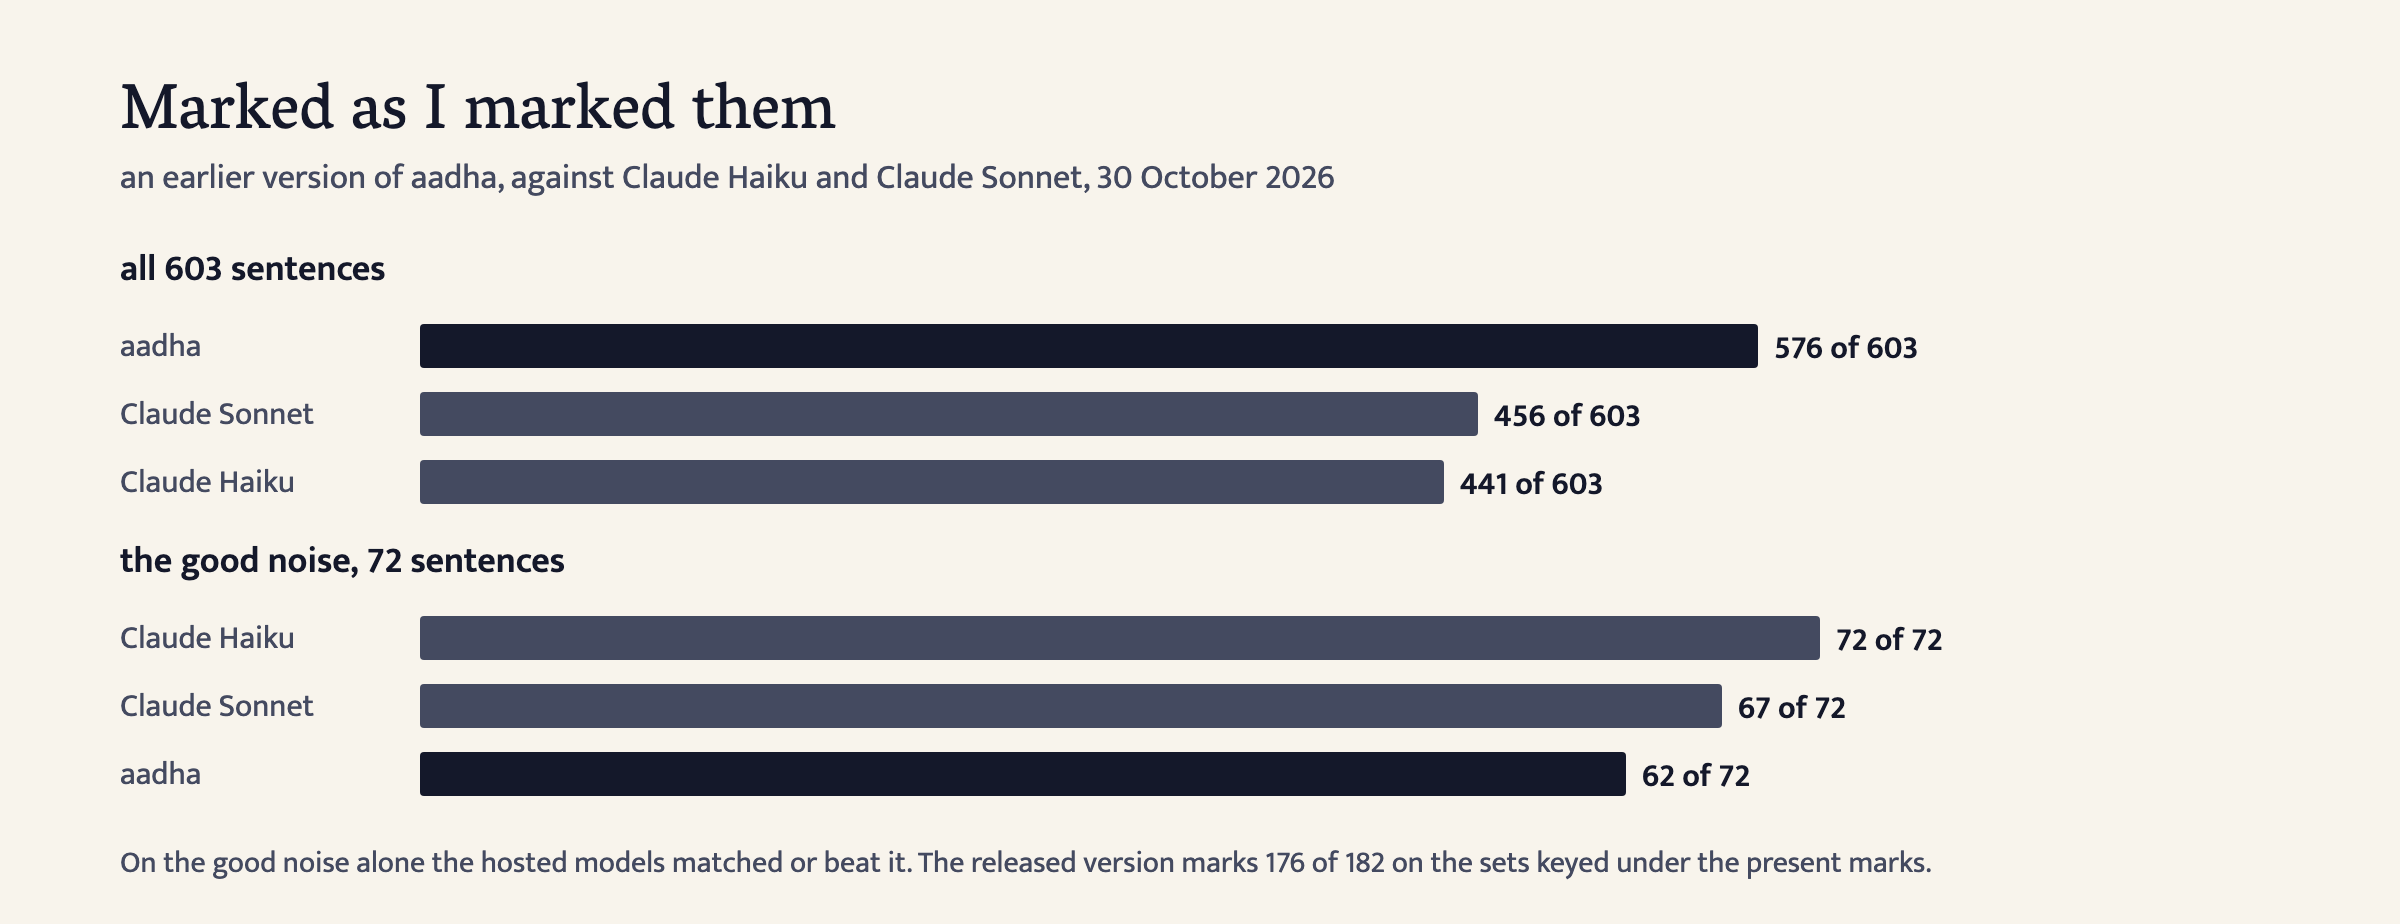 Marked as I marked them
an earlier version of aadha, against Claude Haiku and Claude Sonnet, 30 October 2026
all 603 sentences
aadha 576 of 603
Claude Sonnet 456 of 603
Claude Haiku 441 of 603
the good noise, 72 sentences
Claude Haiku 72 of 72
Claude Sonnet 67 of 72
aadha 62 of 72
On the good noise alone the hosted models matched or beat it. The released version marks 176 of 182 on the sets keyed under the present marks.